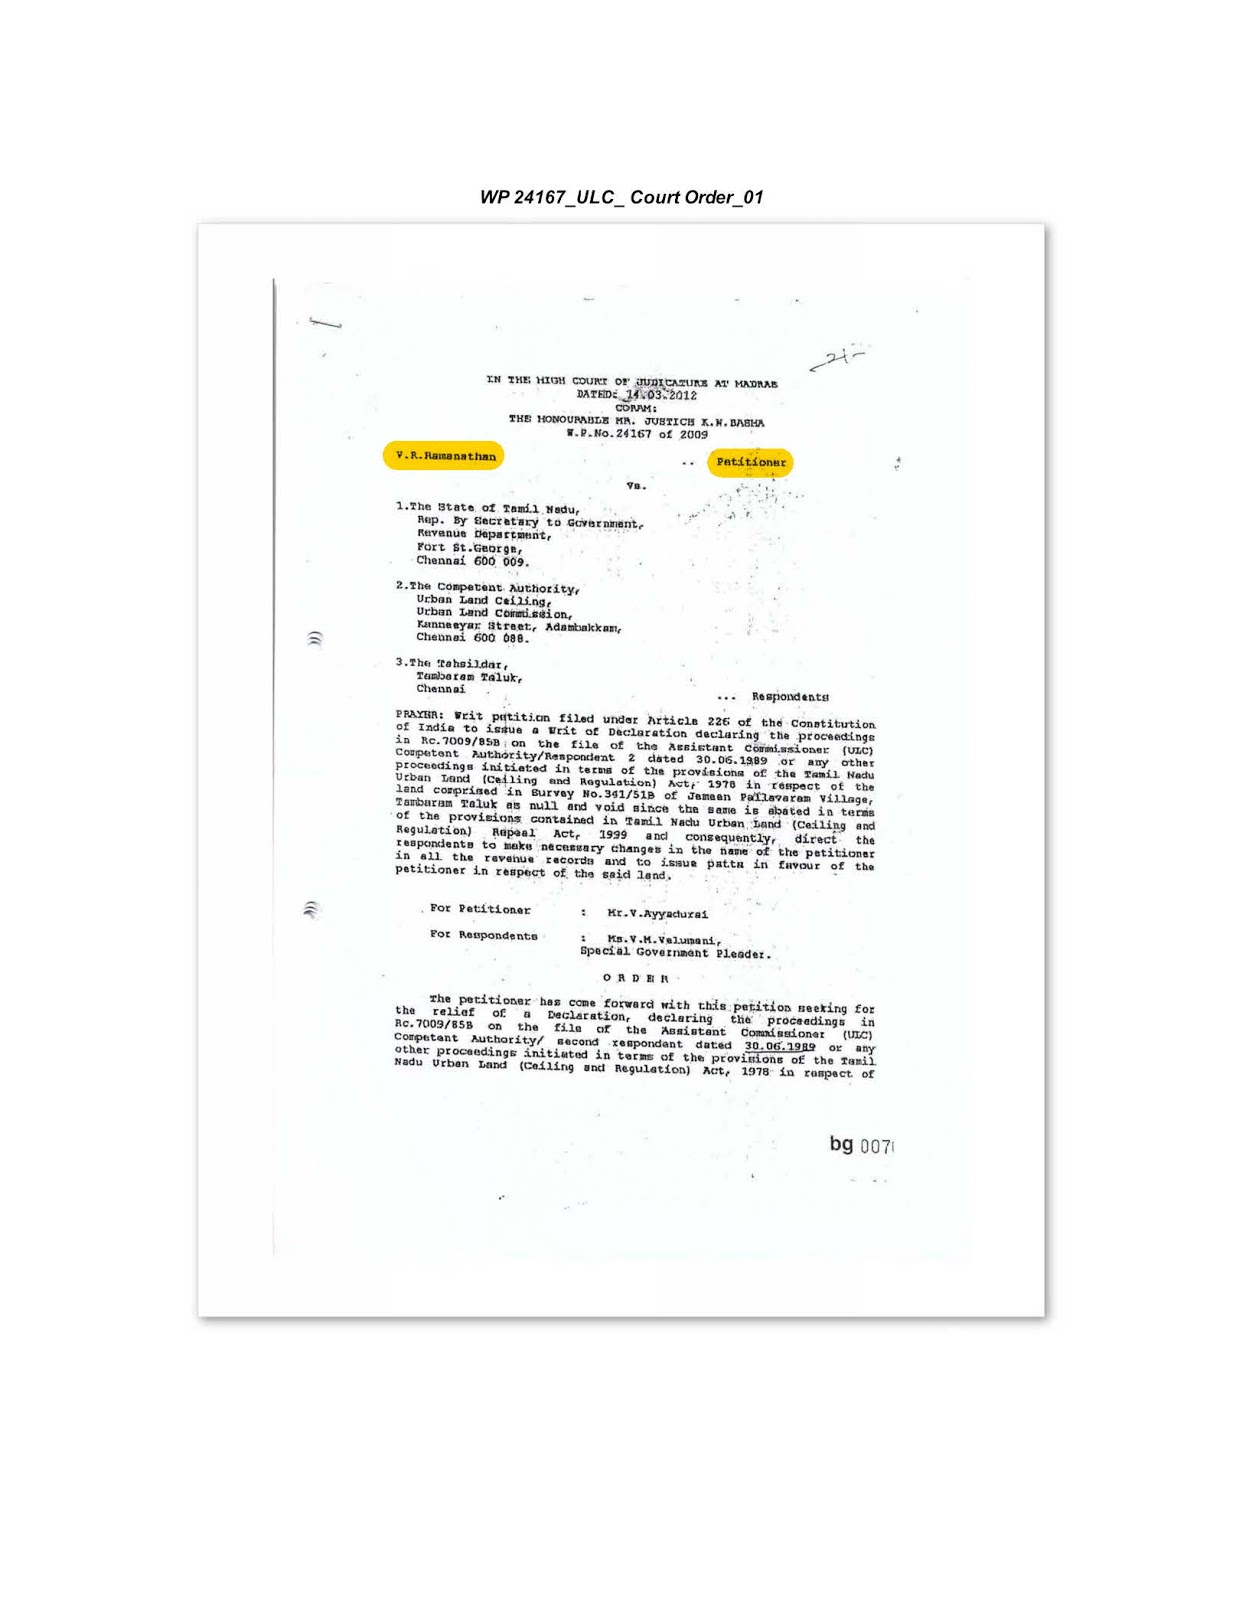 WP 24167_ULC_ Court Order_01
IN THE HIGH COURT OF JUDICATURE AT MADRAS
DATED: 14.03.2012
CORAM:
THE HONOURABLE MR. JUSTICE K.N.BASHA
W.P.No.24167 of 2009
V.R.Ramanathan .. Petitioner
Vs.
1.The State of Tamil Nadu,
Rep. By Secretary to Government,
Revenue Department,
Fort St.George,
Chennai 600 009.
2.The Competent Authority,
Urban Land Ceiling,
Urban Land Commission,
Kanneeyar Street, Adambakkam,
Chennai 600 088.
3.The Tahsildar,
Tambaram Taluk,
Chennai
... Respondents
PRAYER: Writ petition filed under Article 226 of the Constitution
of India to issue a Writ of Declaration declaring the proceedings
in Rc.7009/85B on the file of the Assistant Commissioner (ULC)
Competent Authority/Respondent 2 dated 30.06.1989 or any other
proceedings initiated in terms of the provisions of the Tamil Nadu
Urban Land (Ceiling and Regulation) Act, 1978 in respect of the
land comprised in Survey No.341/51B of Jameen Pallavaram Village,
Tambaram Taluk as null and void since the same is abated in terms
of the provisions contained in Tamil Nadu Urban Land (Ceiling and
Regulation) Repeal Act, 1999 and consequently, direct the
respondents to make necessary changes in the name of the petitioner
in all the revenue records and to issue patta in favour of the
petitioner in respect of the said land.
For Petitioner : Mr.V.Ayyadurai
For Respondents : Ms.V.M.Velumani,
Special Government Pleader.
O R D E R
The petitioner has come forward with this petition seeking for
the relief of a Declaration, declaring the proceedings in
Rc.7009/85B on the file of the Assistant Commissioner (ULC)
Competent Authority/ second respondent dated 30.06.1989 or any
other proceedings initiated in terms of the provisions of the Tamil
Nadu Urban Land (Ceiling and Regulation) Act, 1978 in respect of
bg 007